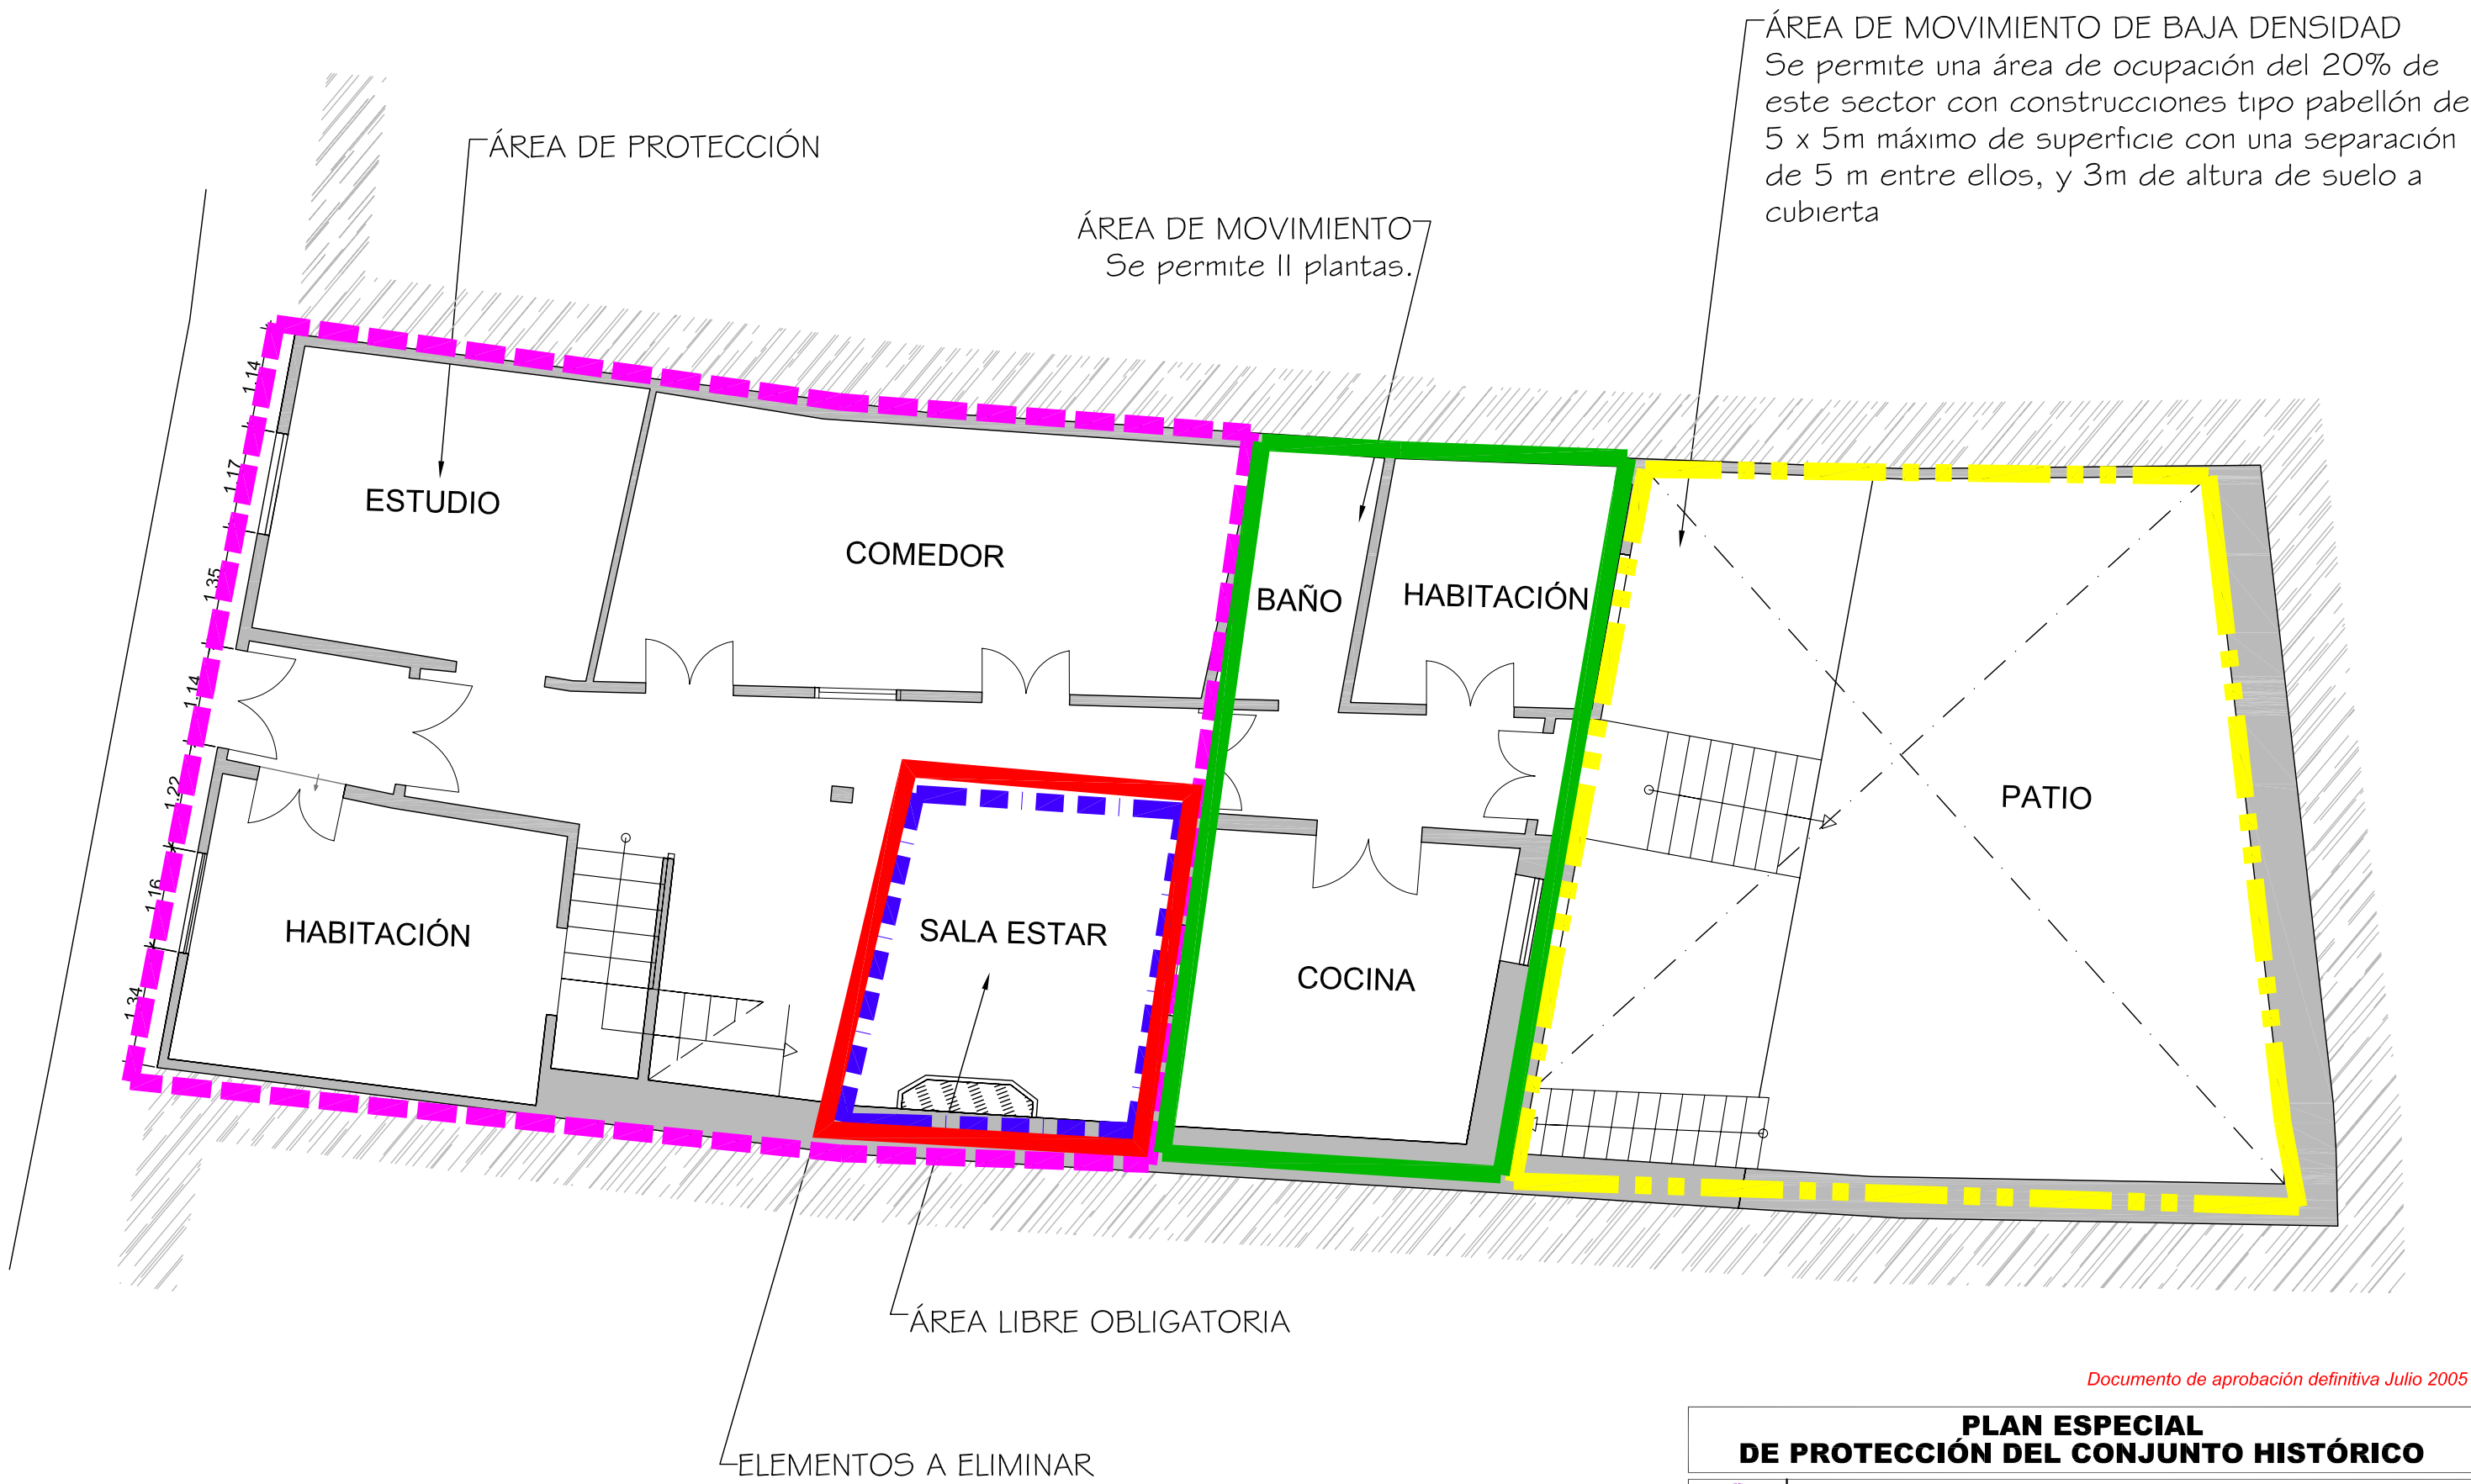 ÁREA DE MOVIMIENTO DE BAJA DENSIDAD
Se permite una área de ocupación del 20% de
este sector con construcciones tipo pabellón de
5 x 5m máximo de superficie con una separación
de 5 m entre ellos, y 3m de altura de suelo a
cubierta
ÁREA DE PROTECCIÓN
ÁREA DE MOVIMIENTO
Se permite II plantas.
1.14
1.17
1.35
1.14
1.22
1.16
1.34
ESTUDIO
COMEDOR
BAÑO
HABITACIÓN
PATIO
HABITACIÓN
SALA ESTAR
COCINA
ÁREA LIBRE OBLIGATORIA
ELEMENTOS A ELIMINAR
Documento de aprobación definitiva Julio 2005
PLAN ESPECIAL
DE PROTECCIÓN DEL CONJUNTO HISTÓRICO